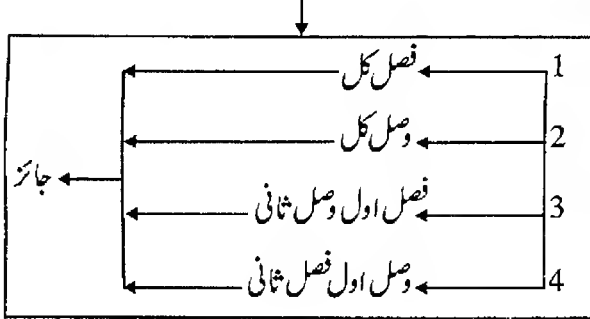 1 فصل کل
2 وصل کل
3 فصل اول وصل ثانی
4 وصل اول فصل ثانی
جائز